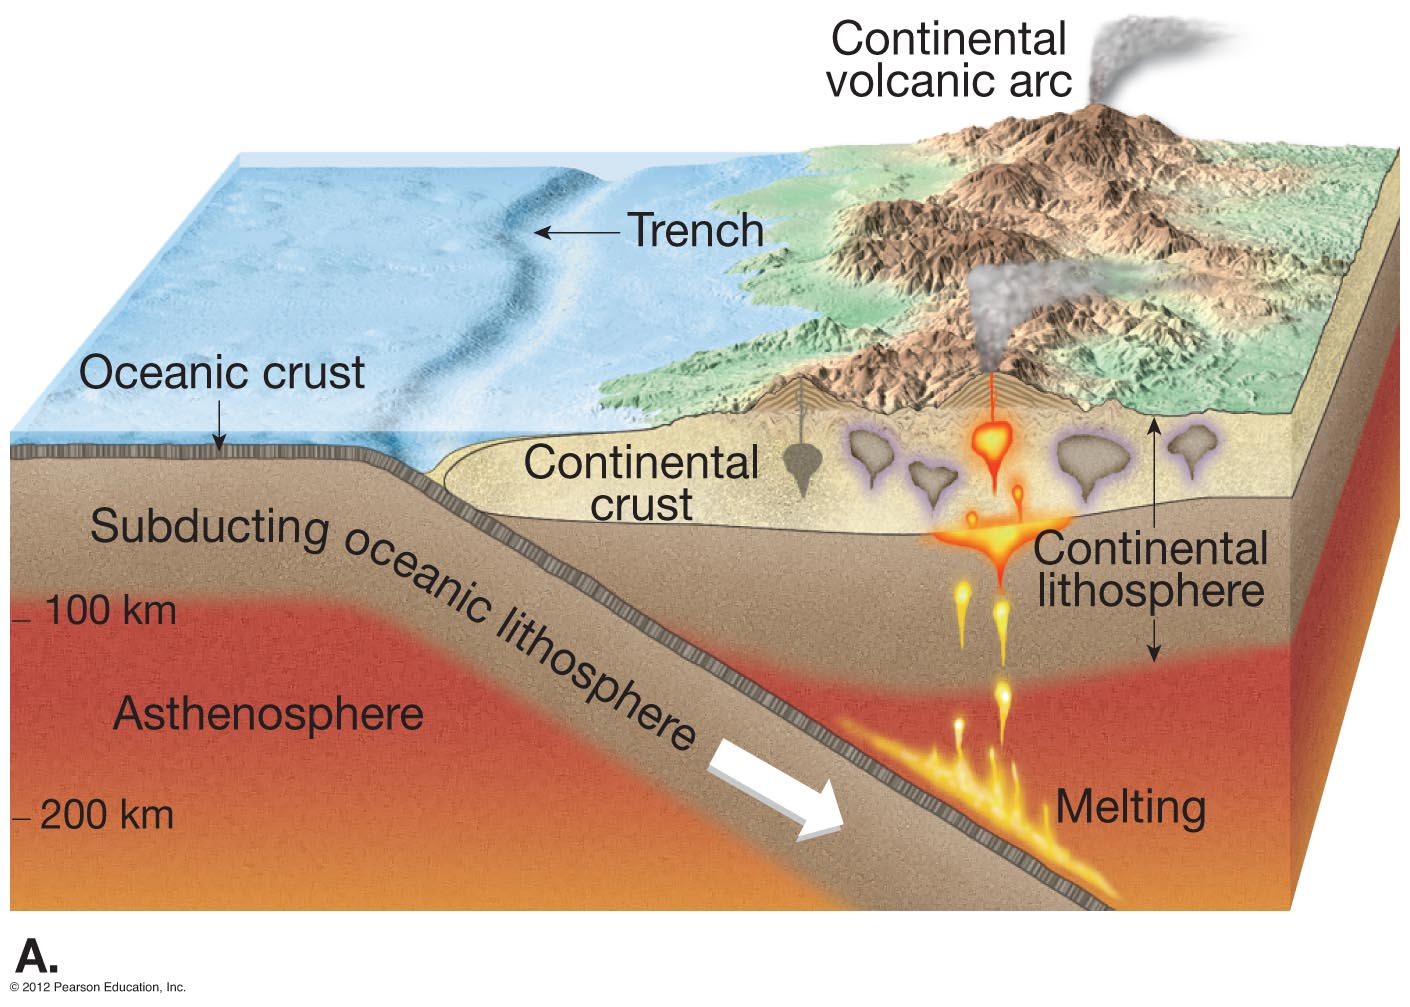 Continental
volcanic arc
Trench
Oceanic crust
Continental
crust
Subducting oceanic lithosphere
Continental
lithosphere
100 km
Asthenosphere
200 km
Melting
A.
© 2012 Pearson Education, Inc.